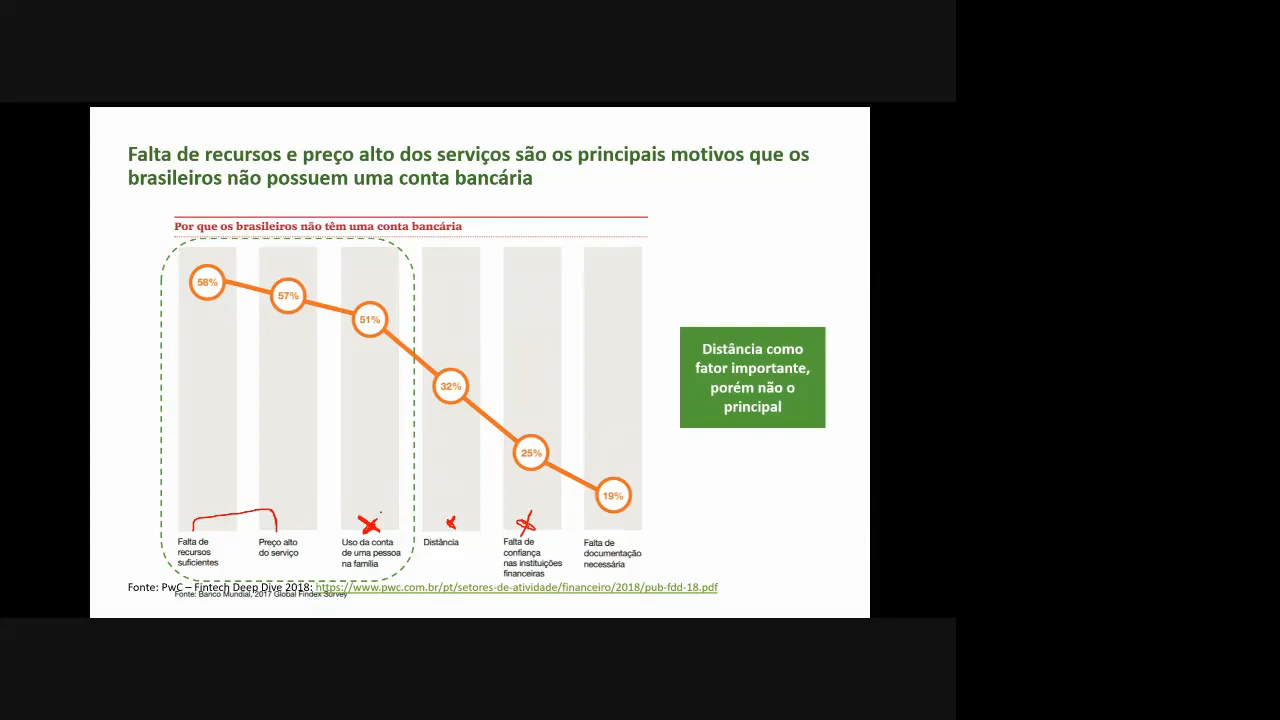 Falta de recursos e preço alto dos serviços são os principais motivos que os
brasileiros não possuem uma conta bancária
Por que os brasileiros não têm uma conta bancária
58%
57%
51%
32%
25%
19%
Distância como
fator importante,
porém não o
principal
Falta de
recursos
suficientes
Preço alto
do serviço
Uso da conta
de uma pessoa
na família
Distância
Falta de
confiança
nas instituições
financeiras
Falta de
documentação
necessária
Fonte: PwC – Fintech Deep Dive 2018: https://www.pwc.com.br/pt/setores-de-atividade/financeiro/2018/pub-fdd-18.pdf
Fonte: Banco Mundial, 2017 Global Findex Survey